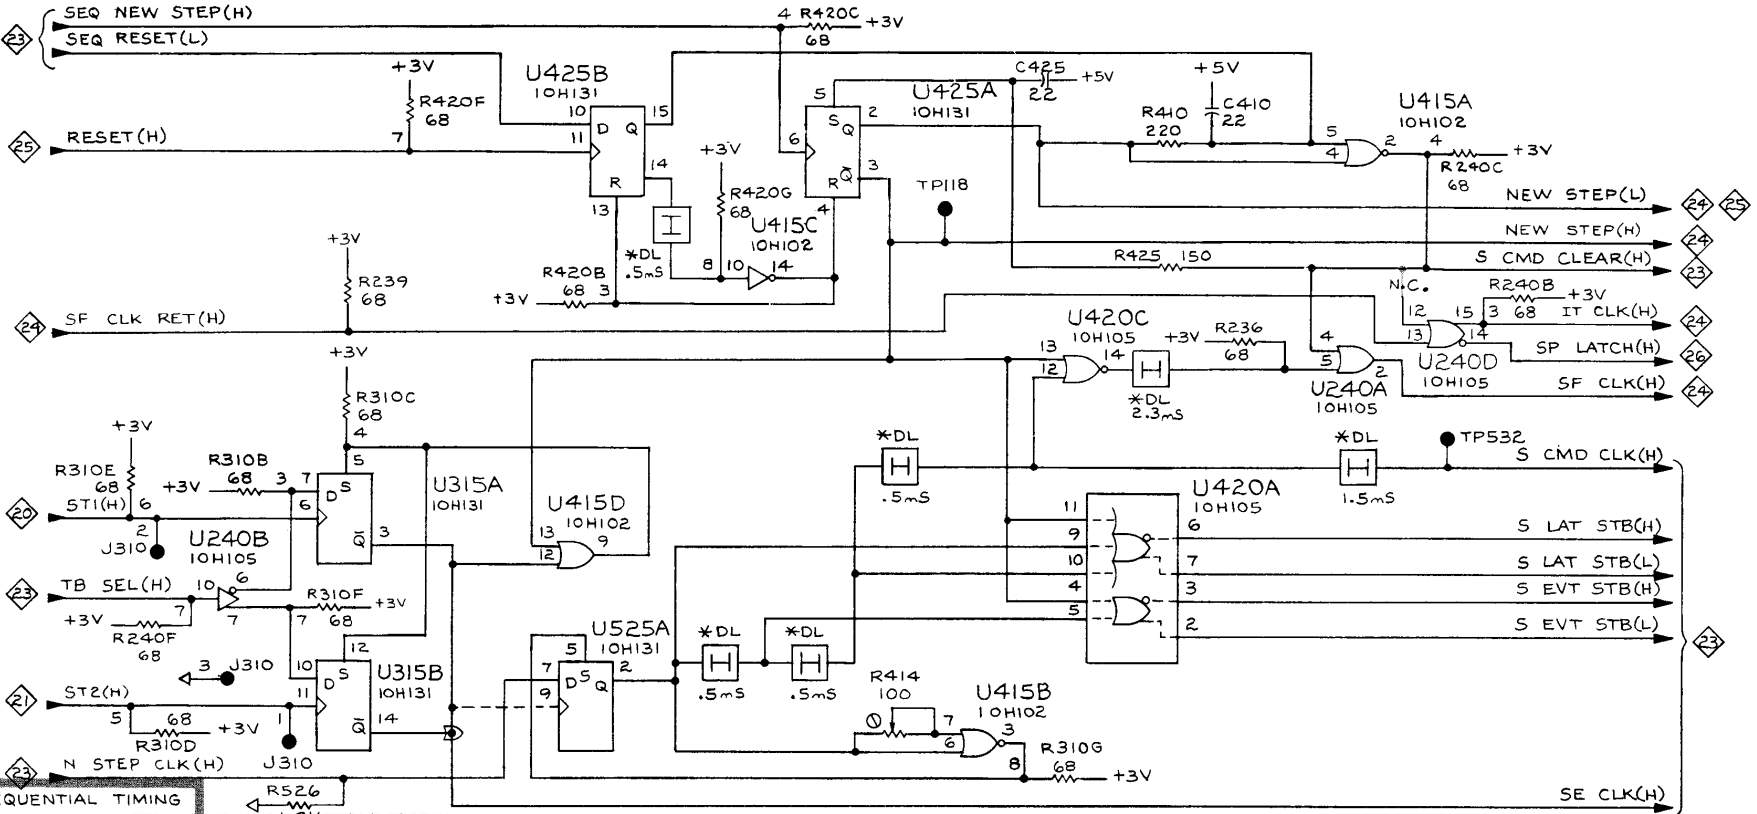 SEQ NEW STEP(H)
4 R420C +3V
68
23
SEQ RESET(L)
+3V
R420F
68
U425B
10H131
10 D Q 15
11
14
R
13
25
RESET(H)
7
*DL
.5mS
+3V
R420G
68
U415C
10H102
8 10 14
R420B
68
+3V 3
5
S
Q 2
6
3
R Q
4
U425A
10H131
C425
22
+5V
+5V
C410
22
R410
220
U415A
10H102
5
4
2 4
R240C
68
+3V
TP118
NEW STEP(L)
24 25
NEW STEP(H)
24
R425 150
S CMD CLEAR(H)
23
N.C.
+3V
R239
68
24
SF CLK RET(H)
R240B
68
+3V
12
13
15 3
14
IT CLK(H)
24
U240D
10H105
SP LATCH(H)
26
U420C
10H105
13
12
14
*DL
2.3mS
+3V R236
68
4
5
2
U240A
10H105
SF CLK(H)
24
+3V
R310C
68
4
5
+3V
R310E
68
R310B
68
+3V
3 7
D S
6
Q 3
U315A
10H131
20
ST1(H) 6
2
J310
U240B
10H105
U415D
10H102
13
12
9
*DL
.5mS
*DL
1.5mS
TP532
S CMD CLK(H)
23
TB SEL(H)
10 6
7
7
+3V
R240F
68
R310F
68
+3V
7
U420A
10H105
11
9
10
4
5
6
7
3
2
S LAT STB(H)
S LAT STB(L)
S EVT STB(H)
S EVT STB(L)
23
3 J310
12
10
D S
11
Q 14
U315B
10H131
21
ST2(H)
5
68
+3V
R310D
1
J310
U525A
10H131
5
7
D S
Q 2
9
*DL
.5mS
*DL
.5mS
R414
100
U415B
10H102
7
6
3
8
R310G
68
+3V
23
N STEP CLK(H)
R526
EQUENTIAL TIMING
SE CLK(H)